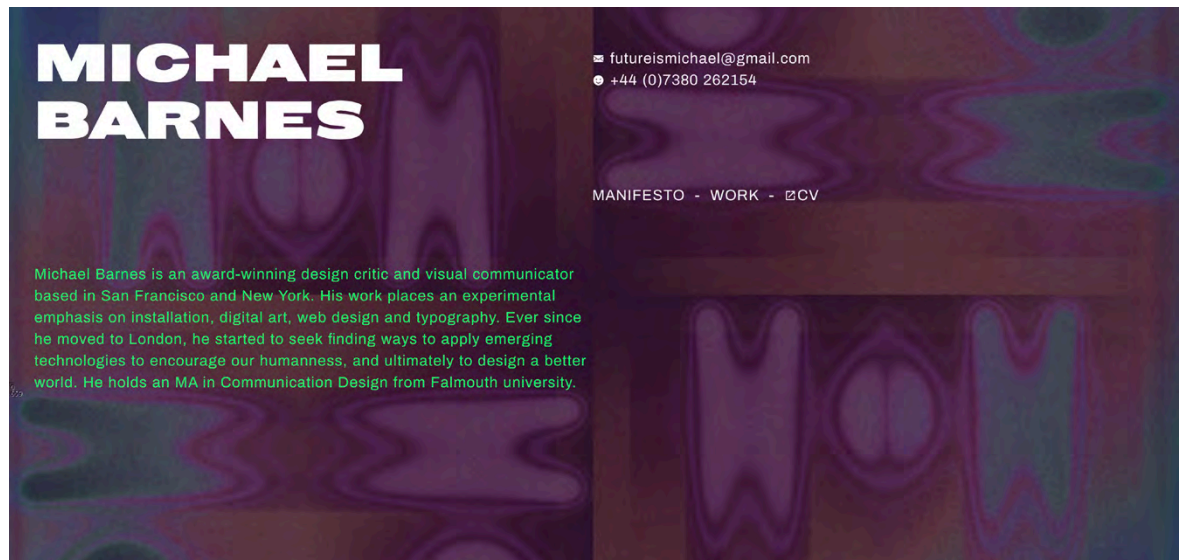 MICHAEL
BARNES
futureismichael@gmail.com
+44 (0)7380 262154
MANIFESTO - WORK - CV
Michael Barnes is an award-winning design critic and visual communicator
based in San Francisco and New York. His work places an experimental
emphasis on installation, digital art, web design and typography. Ever since
he moved to London, he started to seek finding ways to apply emerging
technologies to encourage our humanness, and ultimately to design a better
world. He holds an MA in Communication Design from Falmouth university.